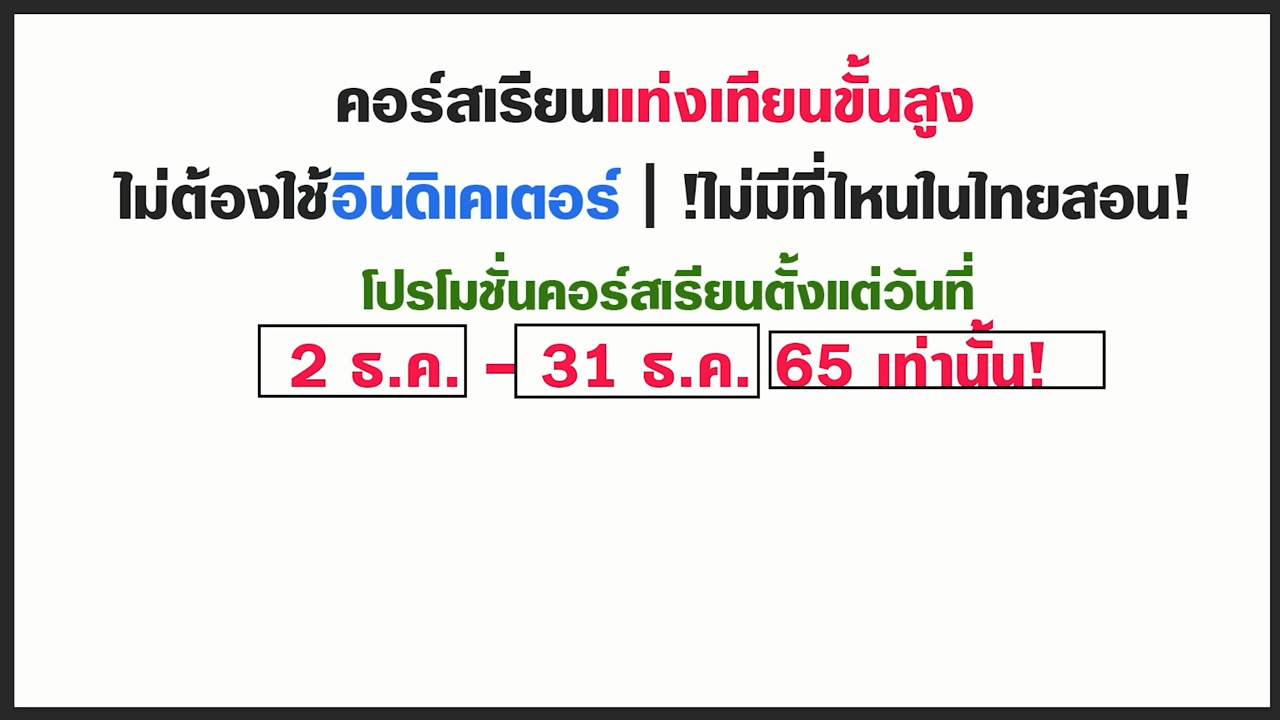 คอร์สเรียนแท่งเทียนขั้นสูง
ไม่ต้องใช้อินดิเคเตอร์ | !ไม่มีที่ไหนในไทยสอน!
โปรโมชั่นคอร์สเรียนตั้งแต่วันที่
2 ธ.ค. – 31 ธ.ค. 65 เท่านั้น!